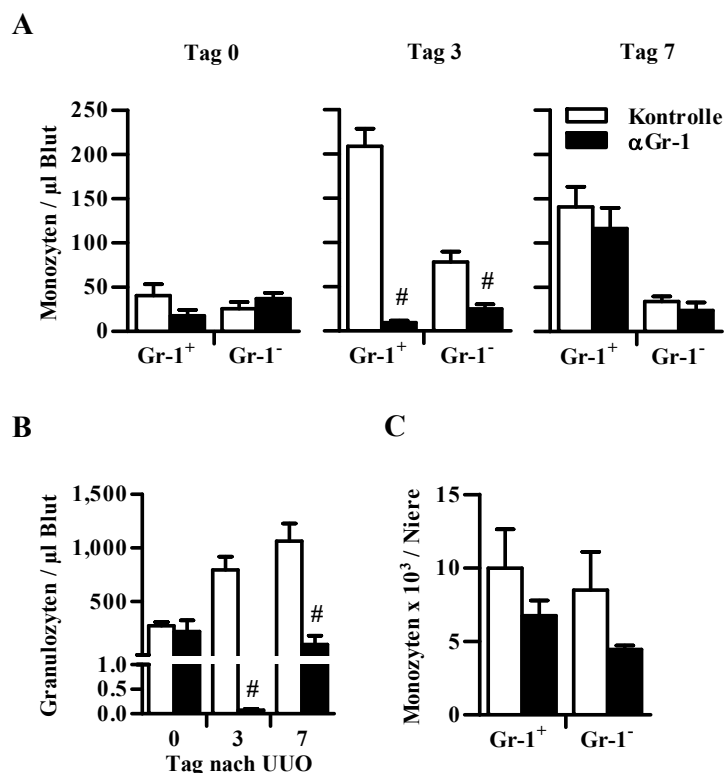 A
Tag 0
Tag 3
Tag 7
Monozyten / µl Blut
250
200
150
100
50
0
Kontrolle
αGr-1
#
#
Gr-1⁺ Gr-1⁻
Gr-1⁺ Gr-1⁻
Gr-1⁺ Gr-1⁻
B
Granulozyten / µl Blut
1,500
1,000
500
1.0
0.5
0.0
#
#
0 3 7
Tag nach UUO
C
Monozyten x 10³ / Niere
15
10
5
0
Gr-1⁺ Gr-1⁻